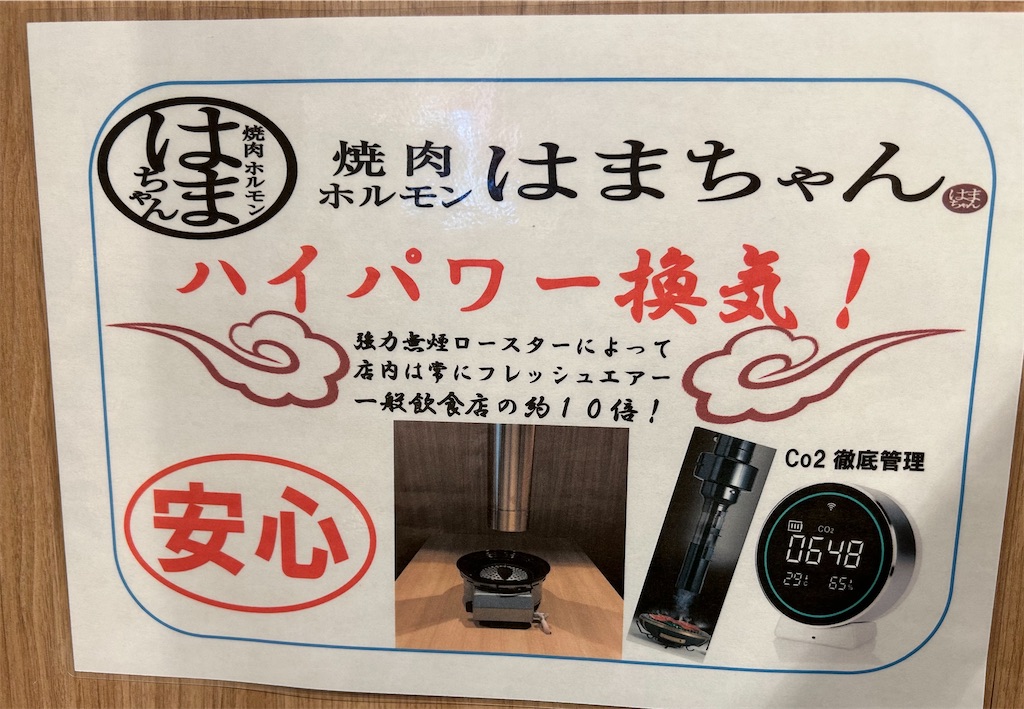 はま
ちゃん
焼肉 ホルモン
焼肉
ホルモン
はまちゃん
はま
ちゃん
ハイパワー換気！
強力無煙ロースターによって
店内は常にフレッシュエアー
一般飲食店の約１０倍！
安心
Co2 徹底管理
CO₂
0648
29℃ 65%